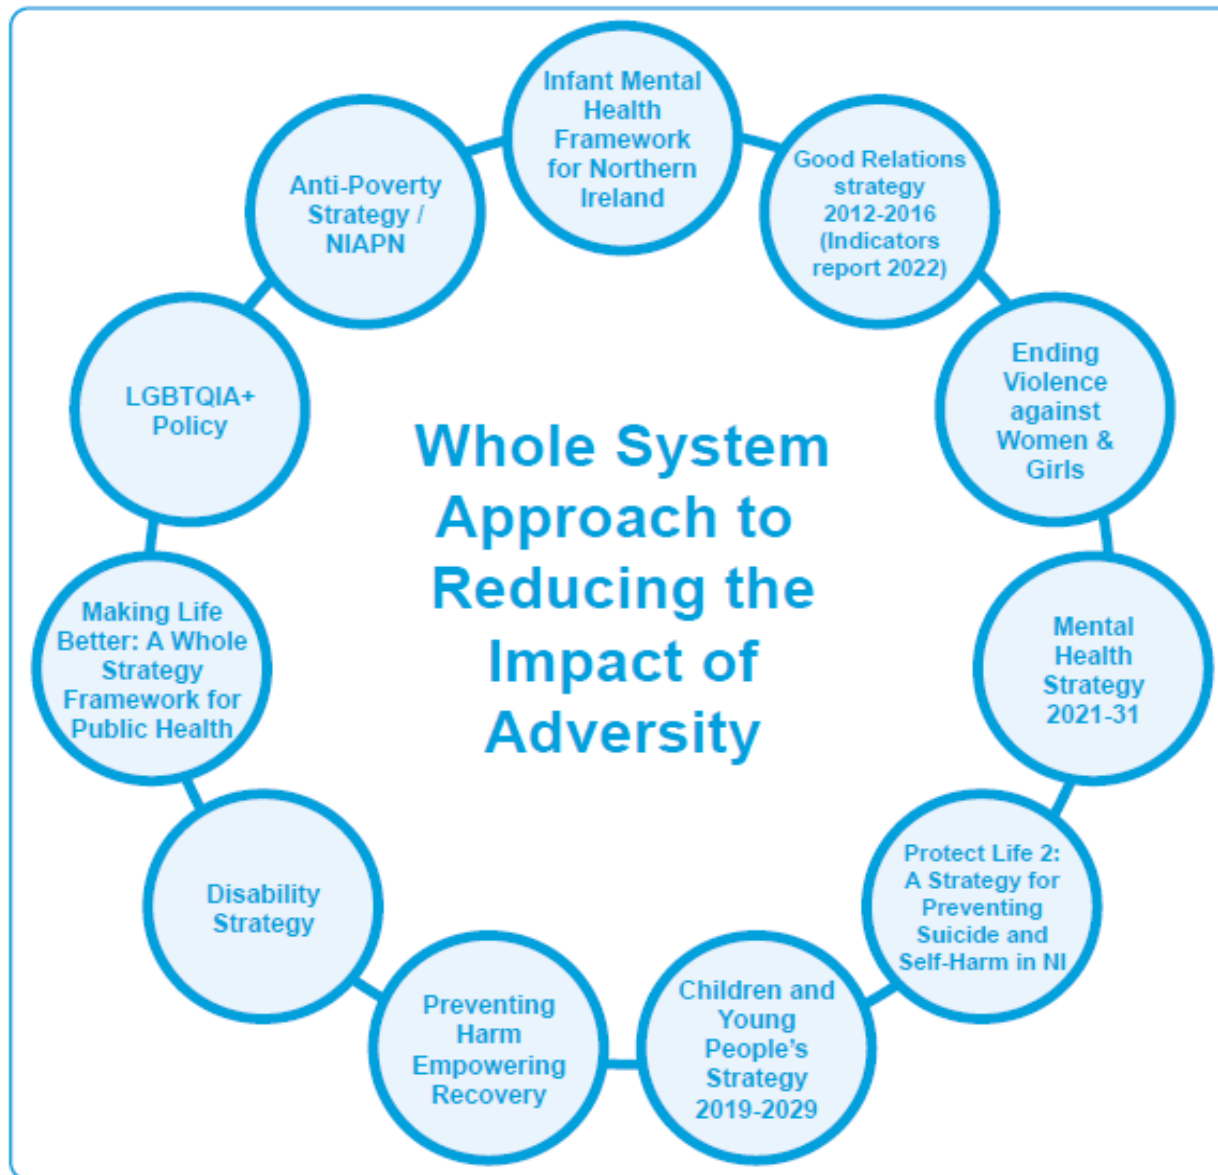 Infant Mental
Health
Framework
for Northern
Ireland
Good Relations
strategy
2012-2016
(Indicators
report 2022)
Ending
Violence
against
Women &
Girls
Mental
Health
Strategy
2021-31
Protect Life 2:
A Strategy for
Preventing
Suicide and
Self-Harm in NI
Children and
Young
People’s
Strategy
2019-2029
Preventing
Harm
Empowering
Recovery
Disability
Strategy
Making Life
Better: A Whole
Strategy
Framework for
Public Health
LGBTQIA+
Policy
Anti-Poverty
Strategy /
NIAPN
Whole System
Approach to
Reducing the
Impact of
Adversity